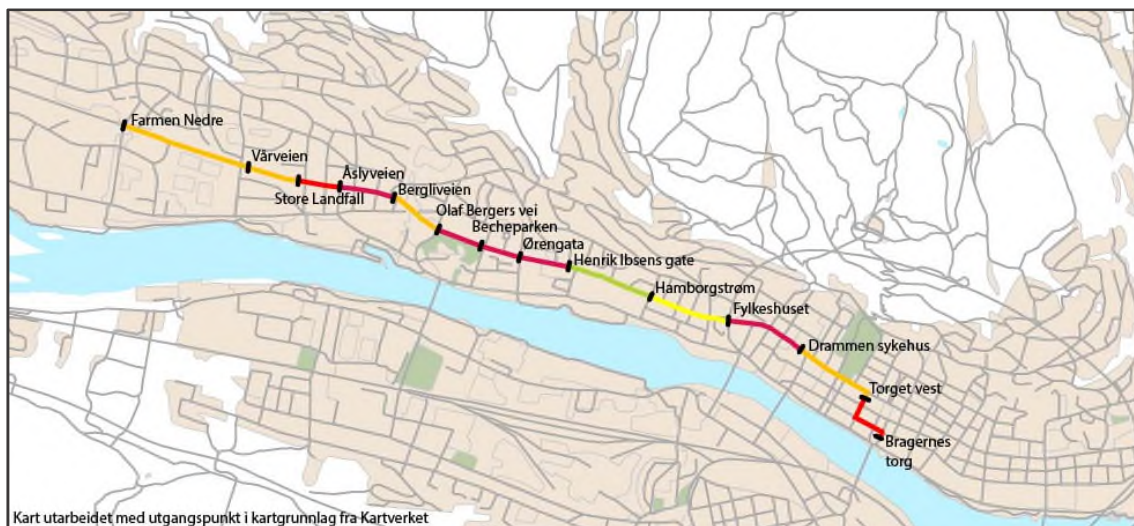 Farmen Nedre
Vårveien
Åslyveien
Store Landfall
Bergliveien
Olaf Bergers vei
Becheparken
Ørengata
Henrik Ibsens gate
Hamborgstrøm
Fylkeshuset
Drammen sykehus
Torget vest
Bragernes
torg
Kart utarbeidet med utgangspunkt i kartgrunnlag fra Kartverket